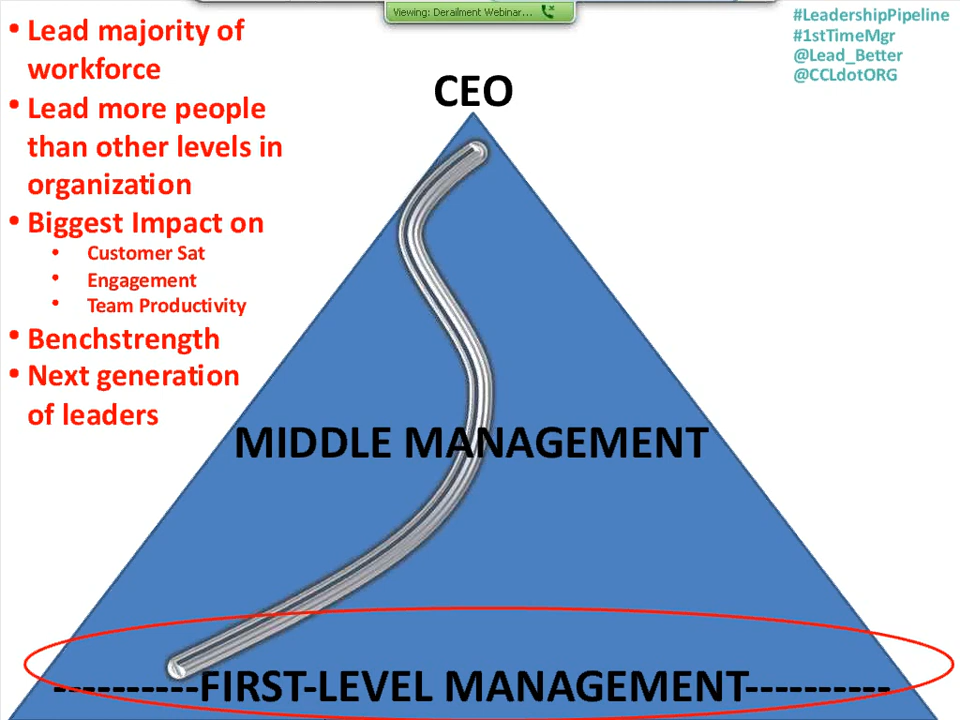 Viewing: Derailment Webinar...
#LeadershipPipeline
#1stTimeMgr
@Lead_Better
@CCLdotORG
• Lead majority of
workforce
• Lead more people
than other levels in
organization
• Biggest Impact on
• Customer Sat
• Engagement
• Team Productivity
• Benchstrength
• Next generation
of leaders
CEO
MIDDLE MANAGEMENT
----------FIRST-LEVEL MANAGEMENT----------